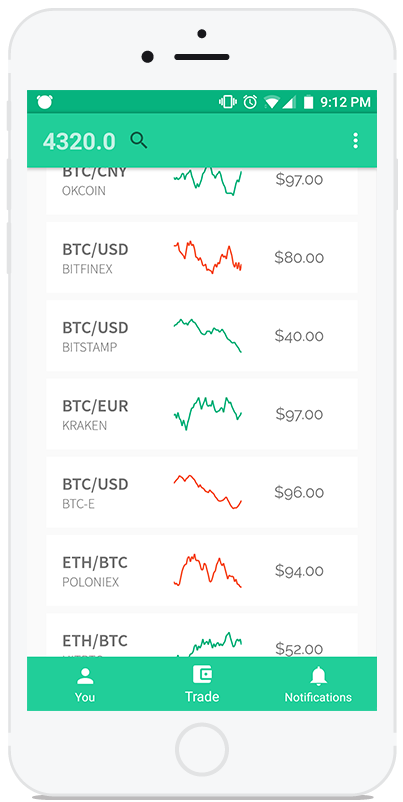 9:12 PM
4320.0
BTC/CNY
OKCOIN
$97.00
BTC/USD
BITFINEX
$80.00
BTC/USD
BITSTAMP
$40.00
BTC/EUR
KRAKEN
$97.00
BTC/USD
BTC-E
$96.00
ETH/BTC
POLONIEX
$94.00
ETH/BTC
$52.00
You
Trade
Notifications